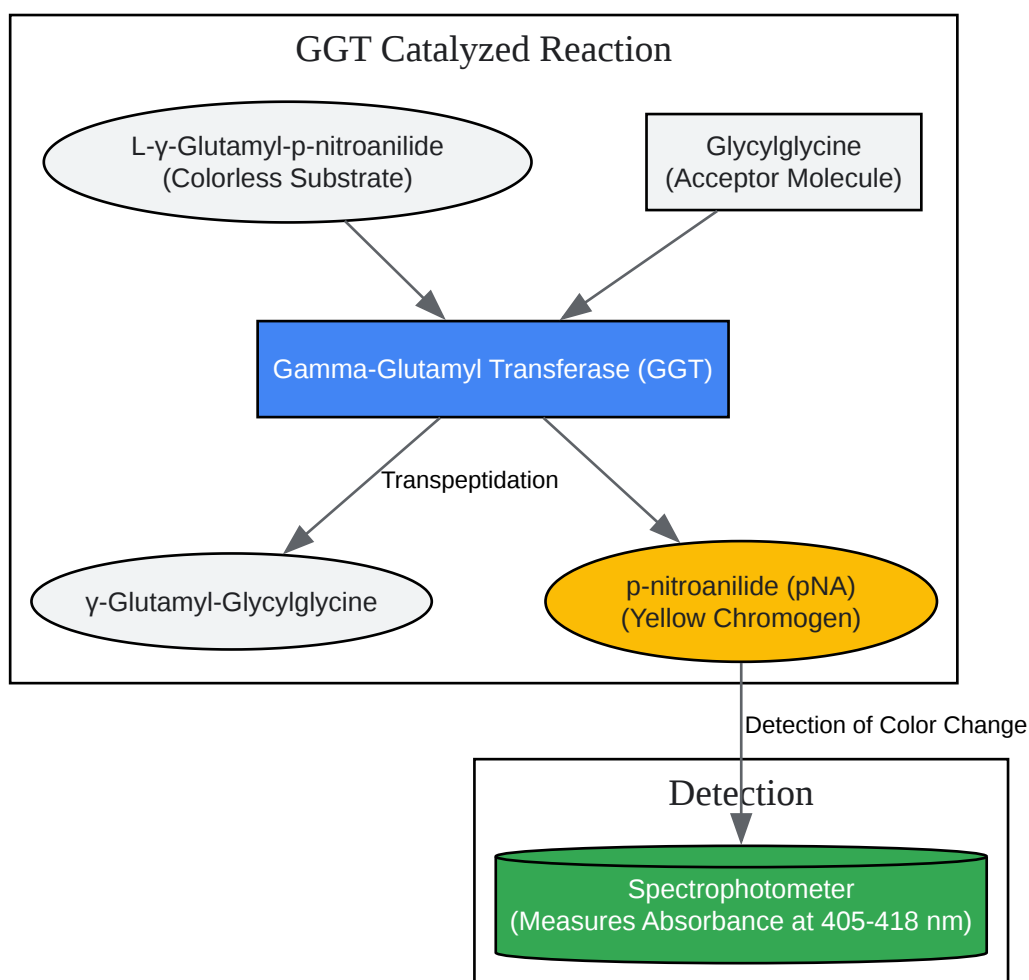 GGT Catalyzed Reaction
L-γ-Glutamyl-p-nitroanilide
(Colorless Substrate)
Glycylglycine
(Acceptor Molecule)
Gamma-Glutamyl Transferase (GGT)
Transpeptidation
γ-Glutamyl-Glycylglycine
p-nitroanilide (pNA)
(Yellow Chromogen)
Detection of Color Change
Detection
Spectrophotometer
(Measures Absorbance at 405-418 nm)